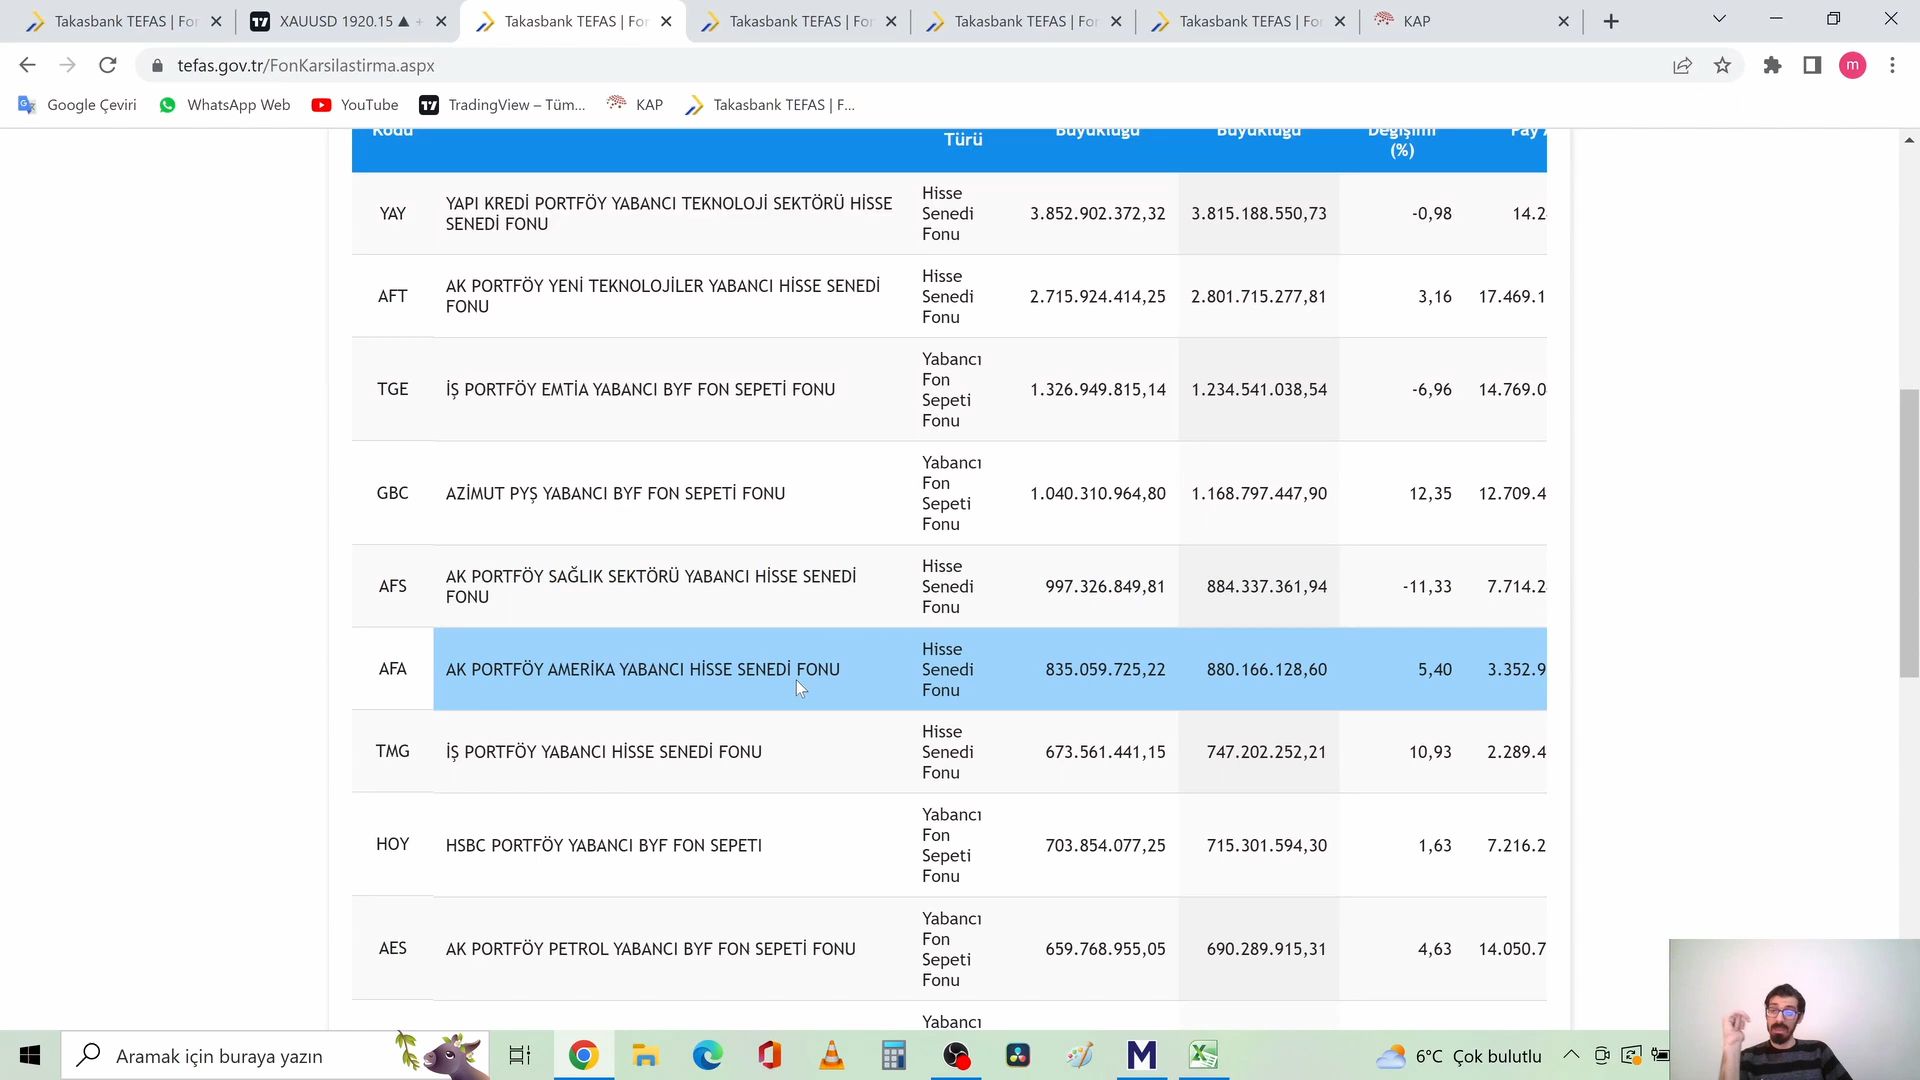 Takasbank TEFAS | Fo
XAUUSD 1920.15 ▲ +
Takasbank TEFAS | Fo
Takasbank TEFAS | Fo
Takasbank TEFAS | Fo
Takasbank TEFAS | Fo
KAP
tefas.gov.tr/FonKarsilastirma.aspx
m
Google Çeviri
WhatsApp Web
YouTube
TradingView – Tüm...
KAP
Takasbank TEFAS | F...
Kodu
Türü
Büyüklüğü
Büyüklüğü
Değişimi
(%)
Pay
YAY
YAPI KREDİ PORTFÖY YABANCI TEKNOLOJİ SEKTÖRÜ HİSSE
SENEDİ FONU
Hisse
Senedi
Fonu
3.852.902.372,32
3.815.188.550,73
-0,98
14.2
AFT
AK PORTFÖY YENİ TEKNOLOJİLER YABANCI HİSSE SENEDİ
FONU
Hisse
Senedi
Fonu
2.715.924.414,25
2.801.715.277,81
3,16
17.469.1
TGE
İŞ PORTFÖY EMTİA YABANCI BYF FON SEPETİ FONU
Yabancı
Fon
Sepeti
Fonu
1.326.949.815,14
1.234.541.038,54
-6,96
14.769.0
GBC
AZİMUT PYŞ YABANCI BYF FON SEPETİ FONU
Yabancı
Fon
Sepeti
Fonu
1.040.310.964,80
1.168.797.447,90
12,35
12.709.4
AFS
AK PORTFÖY SAĞLIK SEKTÖRÜ YABANCI HİSSE SENEDİ
FONU
Hisse
Senedi
Fonu
997.326.849,81
884.337.361,94
-11,33
7.714.2
AFA
AK PORTFÖY AMERİKA YABANCI HİSSE SENEDİ FONU
Hisse
Senedi
Fonu
835.059.725,22
880.166.128,60
5,40
3.352.9
TMG
İŞ PORTFÖY YABANCI HİSSE SENEDİ FONU
Hisse
Senedi
Fonu
673.561.441,15
747.202.252,21
10,93
2.289.4
HOY
HSBC PORTFÖY YABANCI BYF FON SEPETI
Yabancı
Fon
Sepeti
Fonu
703.854.077,25
715.301.594,30
1,63
7.216.2
AES
AK PORTFÖY PETROL YABANCI BYF FON SEPETİ FONU
Yabancı
Fon
Sepeti
Fonu
659.768.955,05
690.289.915,31
4,63
14.050.7
Yabancı
Aramak için buraya yazın
6°C Çok bulutlu